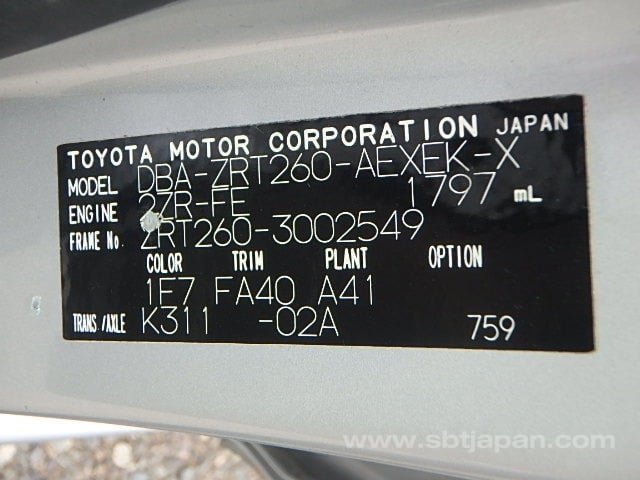 TOYOTA MOTOR CORPORATION JAPAN
MODEL DBA-ZRT260-AEXEK-X
ENGINE 2ZR-FE 1797 mL
FRAME No. ZRT260-3002549
COLOR TRIM PLANT OPTION
1E7 FA40 A41
TRANS./AXLE K311 -02A 759
www.sbtjapan.com